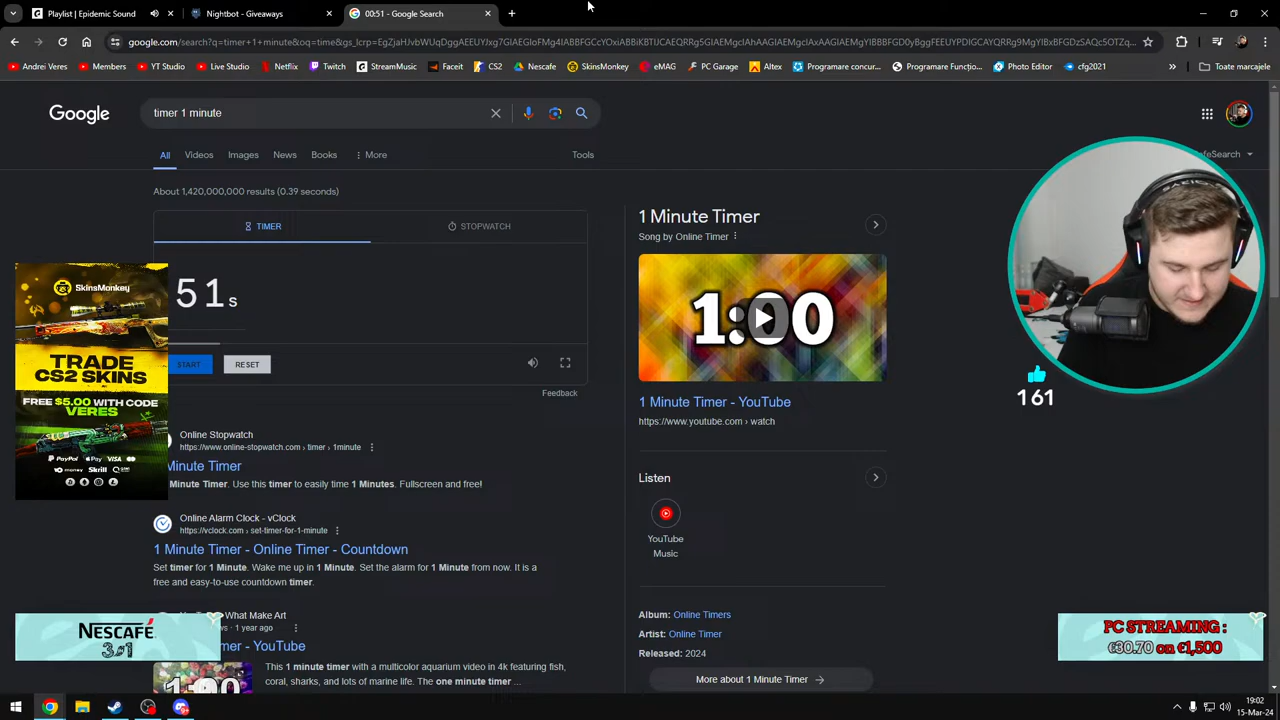 Playlist | Epidemic Sound
Nightbot - Giveaways
00:51 - Google Search
Andrei Veres
Members
YT Studio
Live Studio
Netflix
Twitch
StreamMusic
Faceit
CS2
Nescafe
SkinsMonkey
eMAG
PC Garage
Altex
Programare concur...
Programare Funcțio...
Photo Editor
cfg2021
Toate marcajele
Google
timer 1 minute
All
Videos
Images
News
Books
More
Tools
About 1,420,000,000 results (0.39 seconds)
TIMER
STOPWATCH
51s
START
RESET
Feedback
SkinsMonkey
TRADE
CS2 SKINS
FREE $5.00 WITH CODE
VERES
PayPal
Pay
VISA
money
Skrill
Online Stopwatch
https://www.online-stopwatch.com › timer › 1minute
Minute Timer
Minute Timer. Use this timer to easily time 1 Minutes. Fullscreen and free!
Online Alarm Clock - vClock
https://vclock.com › set-timer-for-1-minute
1 Minute Timer - Online Timer - Countdown
Set timer for 1 Minute. Wake me up in 1 Minute. Set the alarm for 1 Minute from now. It is a
free and easy-to-use countdown timer.
What Make Art
1 year ago
- YouTube
This 1 minute timer with a multicolor aquarium video in 4k featuring fish,
coral, sharks, and lots of marine life. The one minute timer ...
NESCAFÉ
3in1
1 Minute Timer
Song by Online Timer
1:00
1 Minute Timer - YouTube
https://www.youtube.com › watch
Listen
YouTube
Music
Album: Online Timers
Artist: Online Timer
Released: 2024
More about 1 Minute Timer
161
PC STREAMING :
€30.70 on €1,500
19:02
15-Mar-24